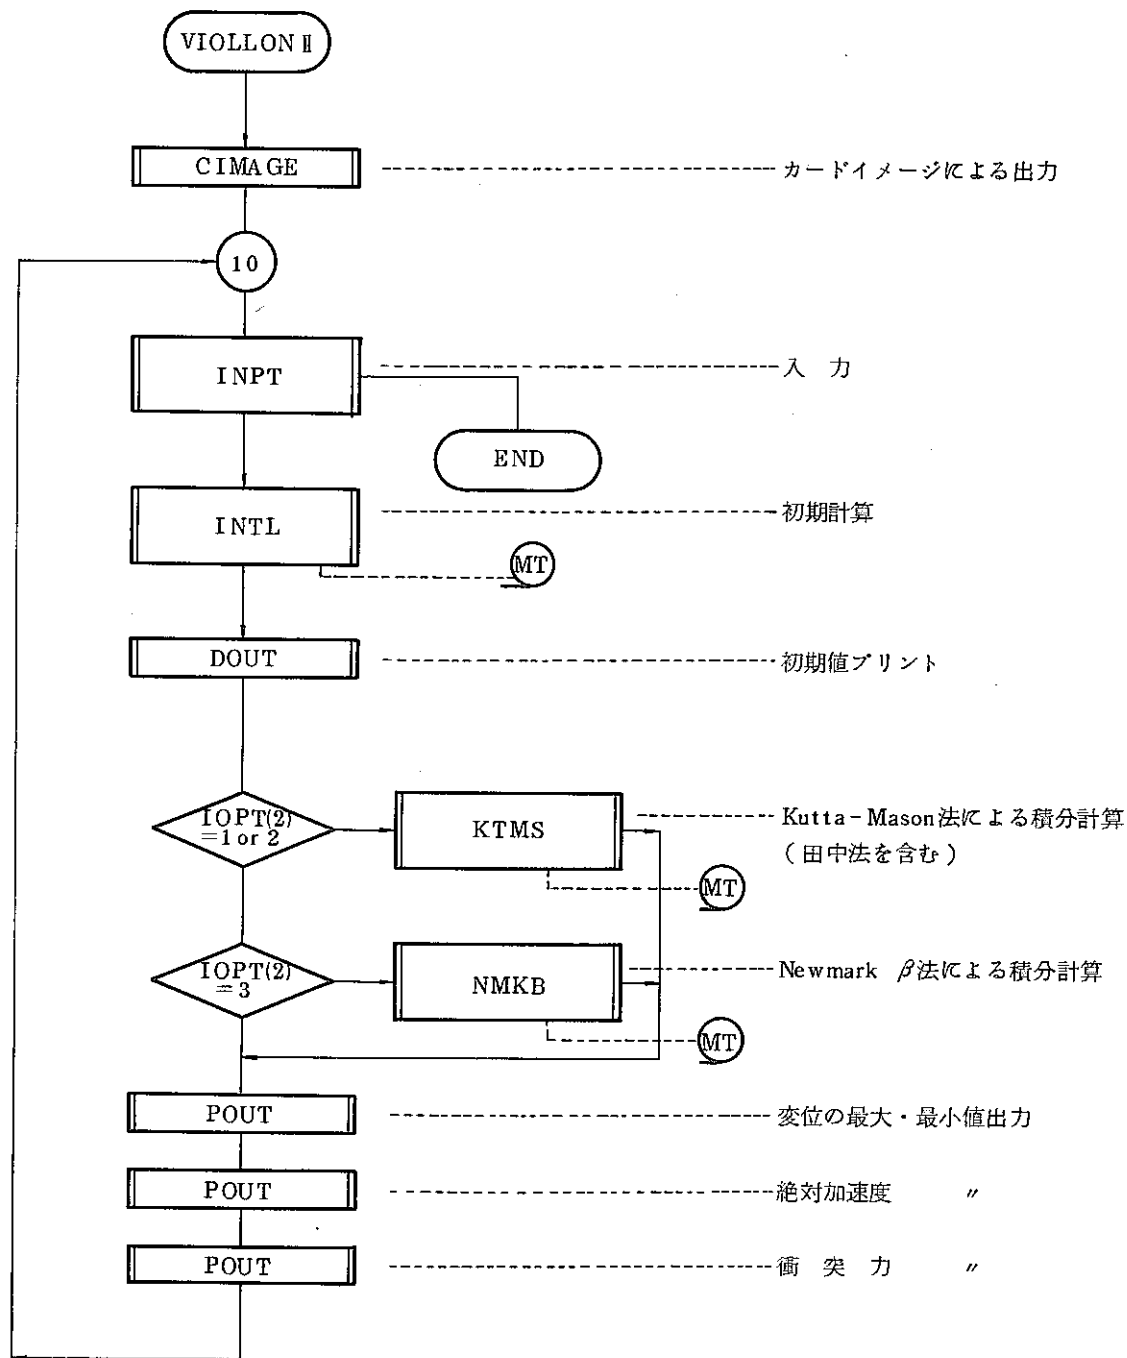 VIOLLON Ⅱ
CIMAGE
カードイメージによる出力
10
INPT
入 力
END
INTL
初期計算
MT
DOUT
初期値プリント
IOPT(2)
=1 or 2
KTMS
Kutta-Mason法による積分計算
(田中法を含む)
MT
IOPT(2)
=3
NMKB
Newmark β法による積分計算
MT
POUT
変位の最大・最小値出力
POUT
絶対加速度 〃
POUT
衝 突 力 〃